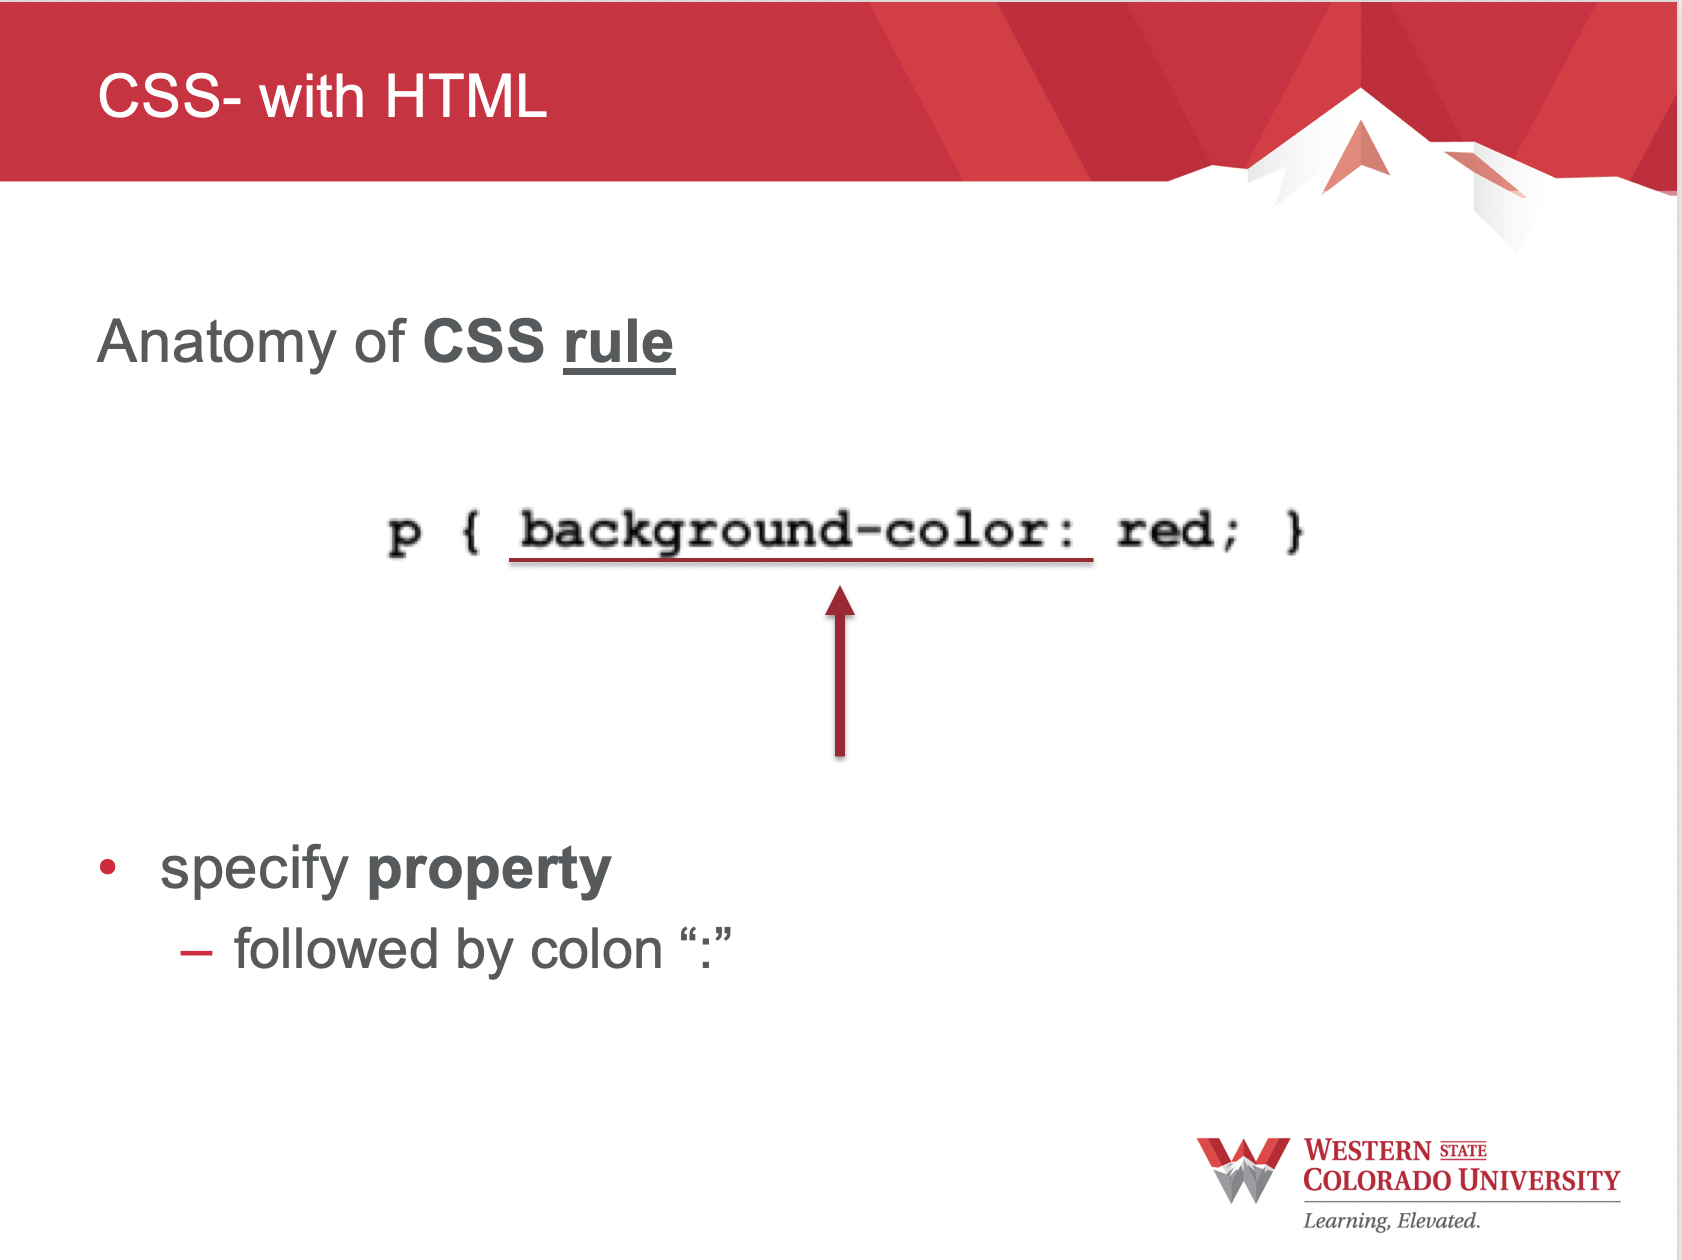 CSS- with HTML
Anatomy of CSS rule
p { background-color: red; }
• specify property
– followed by colon “:”
WESTERN STATE
COLORADO UNIVERSITY
Learning, Elevated.